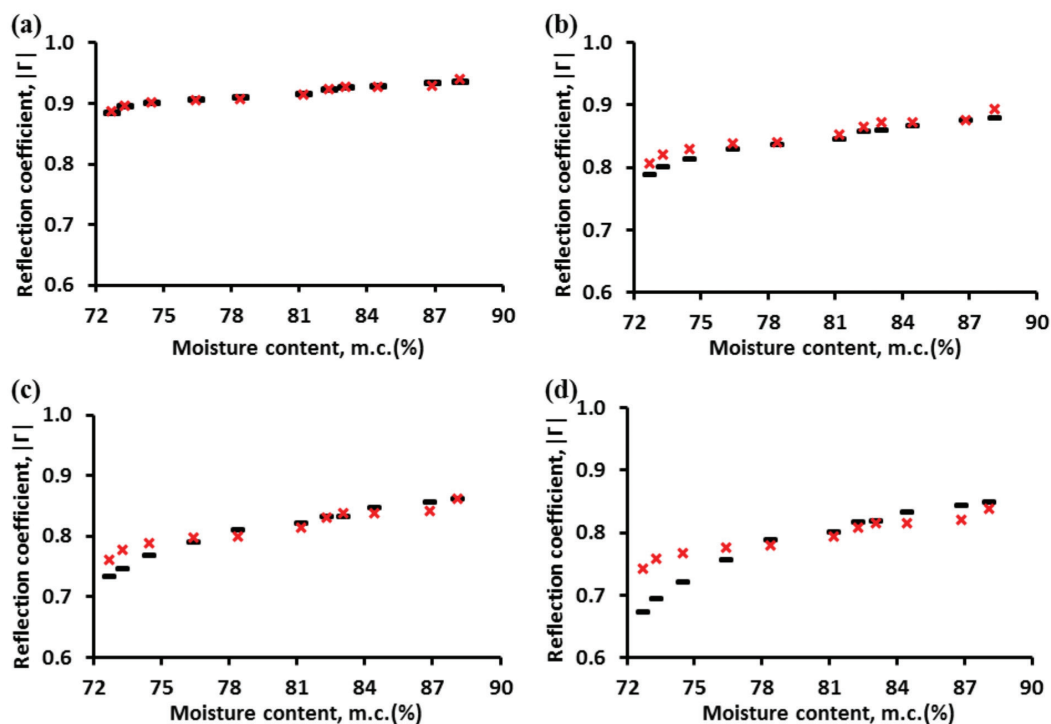 (a)
Reflection coefficient, |Γ|
1.0
0.9
0.8
0.7
0.6
72 75 78 81 84 87 90
Moisture content, m.c.(%)
(b)
Reflection coefficient, |Γ|
1.0
0.9
0.8
0.7
0.6
72 75 78 81 84 87 90
Moisture content, m.c.(%)
(c)
Reflection coefficient, |Γ|
1.0
0.9
0.8
0.7
0.6
72 75 78 81 84 87 90
Moisture content, m.c.(%)
(d)
Reflection coefficient, |Γ|
1.0
0.9
0.8
0.7
0.6
72 75 78 81 84 87 90
Moisture content, m.c.(%)